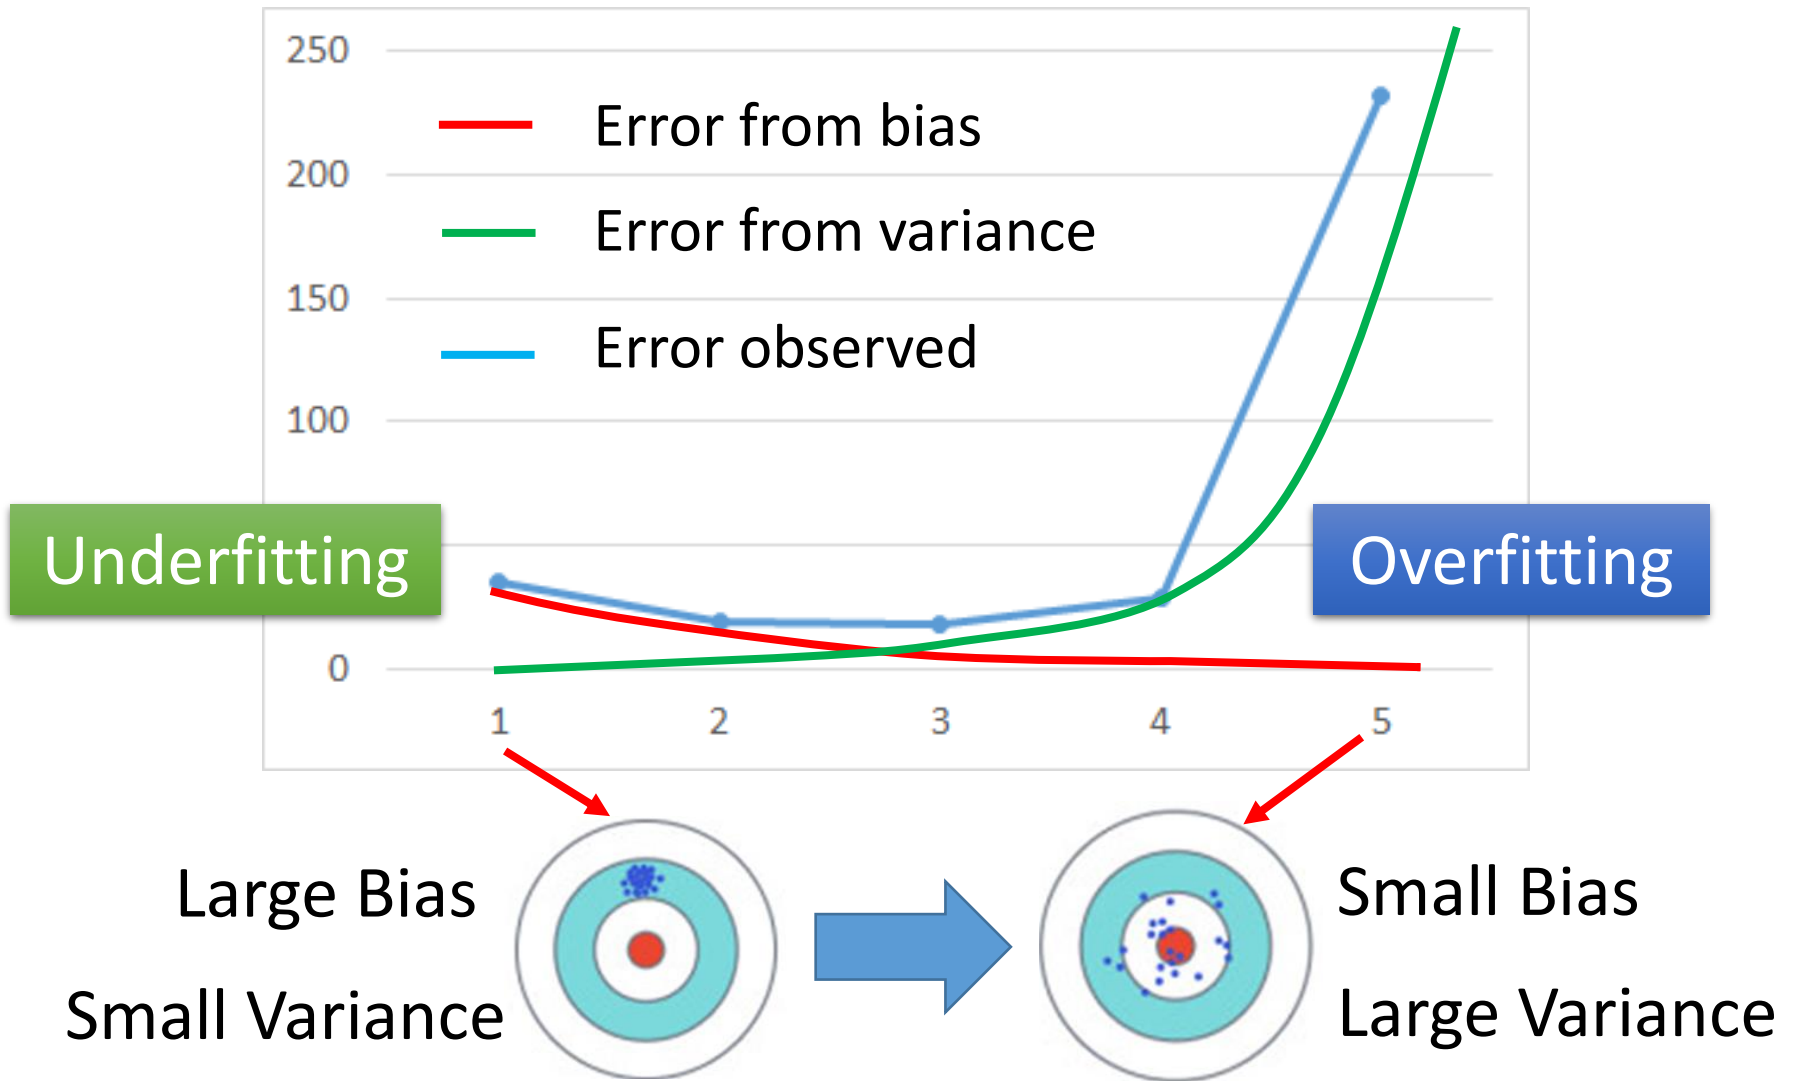 250
200
150
100
0
Error from bias
Error from variance
Error observed
Underfitting
Overfitting
1 2 3 4 5
Large Bias
Small Variance
Small Bias
Large Variance